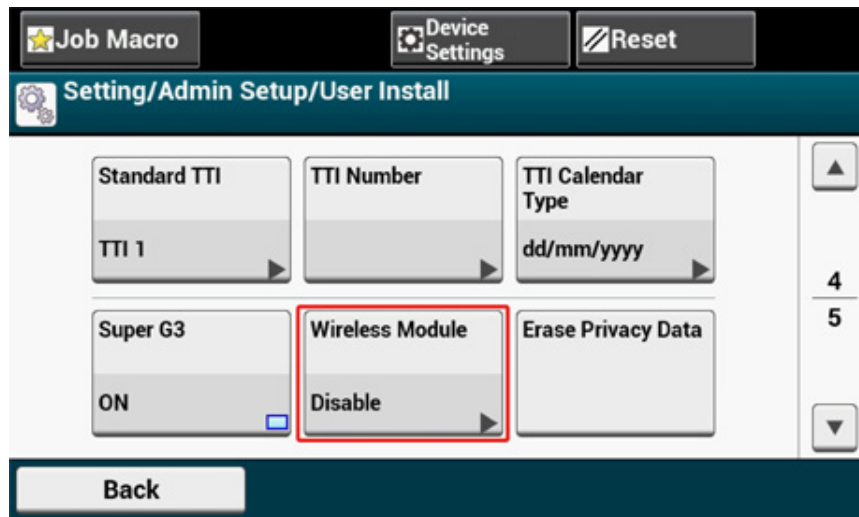 Job Macro
Device
Settings
Reset
Setting/Admin Setup/User Install
Standard TTI
TTI 1
TTI Number
TTI Calendar
Type
dd/mm/yyyy
4
5
Super G3
ON
Wireless Module
Disable
Erase Privacy Data
Back